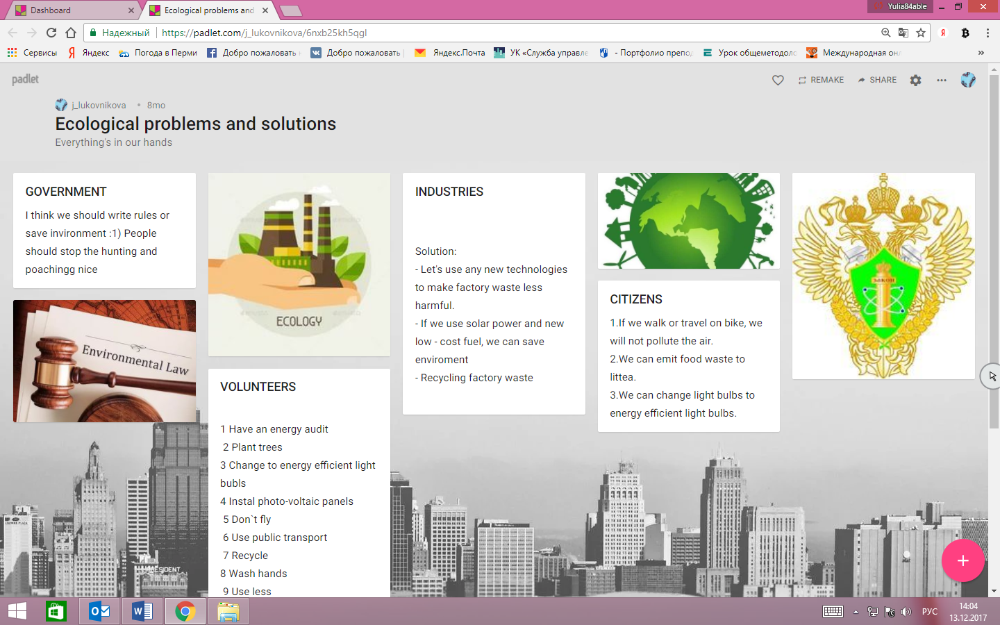 Dashboard
Ecological problems and
Yulia84able
Надежный
https://padlet.com/j_lukovnikova/6nxb25kh5qgl
Сервисы
Яндекс
Погода в Перми
Добро пожаловать
Добро пожаловать
Яндекс.Почта
УК «Служба управле
- Портфолио препод
Урок общеметодоло
Международная онл
padlet
REMAKE
SHARE
j_lukovnikova • 8mo
Ecological problems and solutions
Everything's in our hands
GOVERNMENT
I think we should write rules or
save invironment :1) People
should stop the hunting and
poachingg nice
Environmental Law
ECOLOGY
VOLUNTEERS
1 Have an energy audit
2 Plant trees
3 Change to energy efficient light
bubls
4 Instal photo-voltaic panels
5 Don`t fly
6 Use public transport
7 Recycle
8 Wash hands
9 Use less
INDUSTRIES
Solution:
- Let's use any new technologies
to make factory waste less
harmful.
- If we use solar power and new
low - cost fuel, we can save
enviroment
- Recycling factory waste
CITIZENS
1.If we walk or travel on bike, we
will not pollute the air.
2.We can emit food waste to
littea.
3.We can change light bulbs to
energy efficient light bulbs.
ЗАКОН
РУС
14:04
13.12.2017